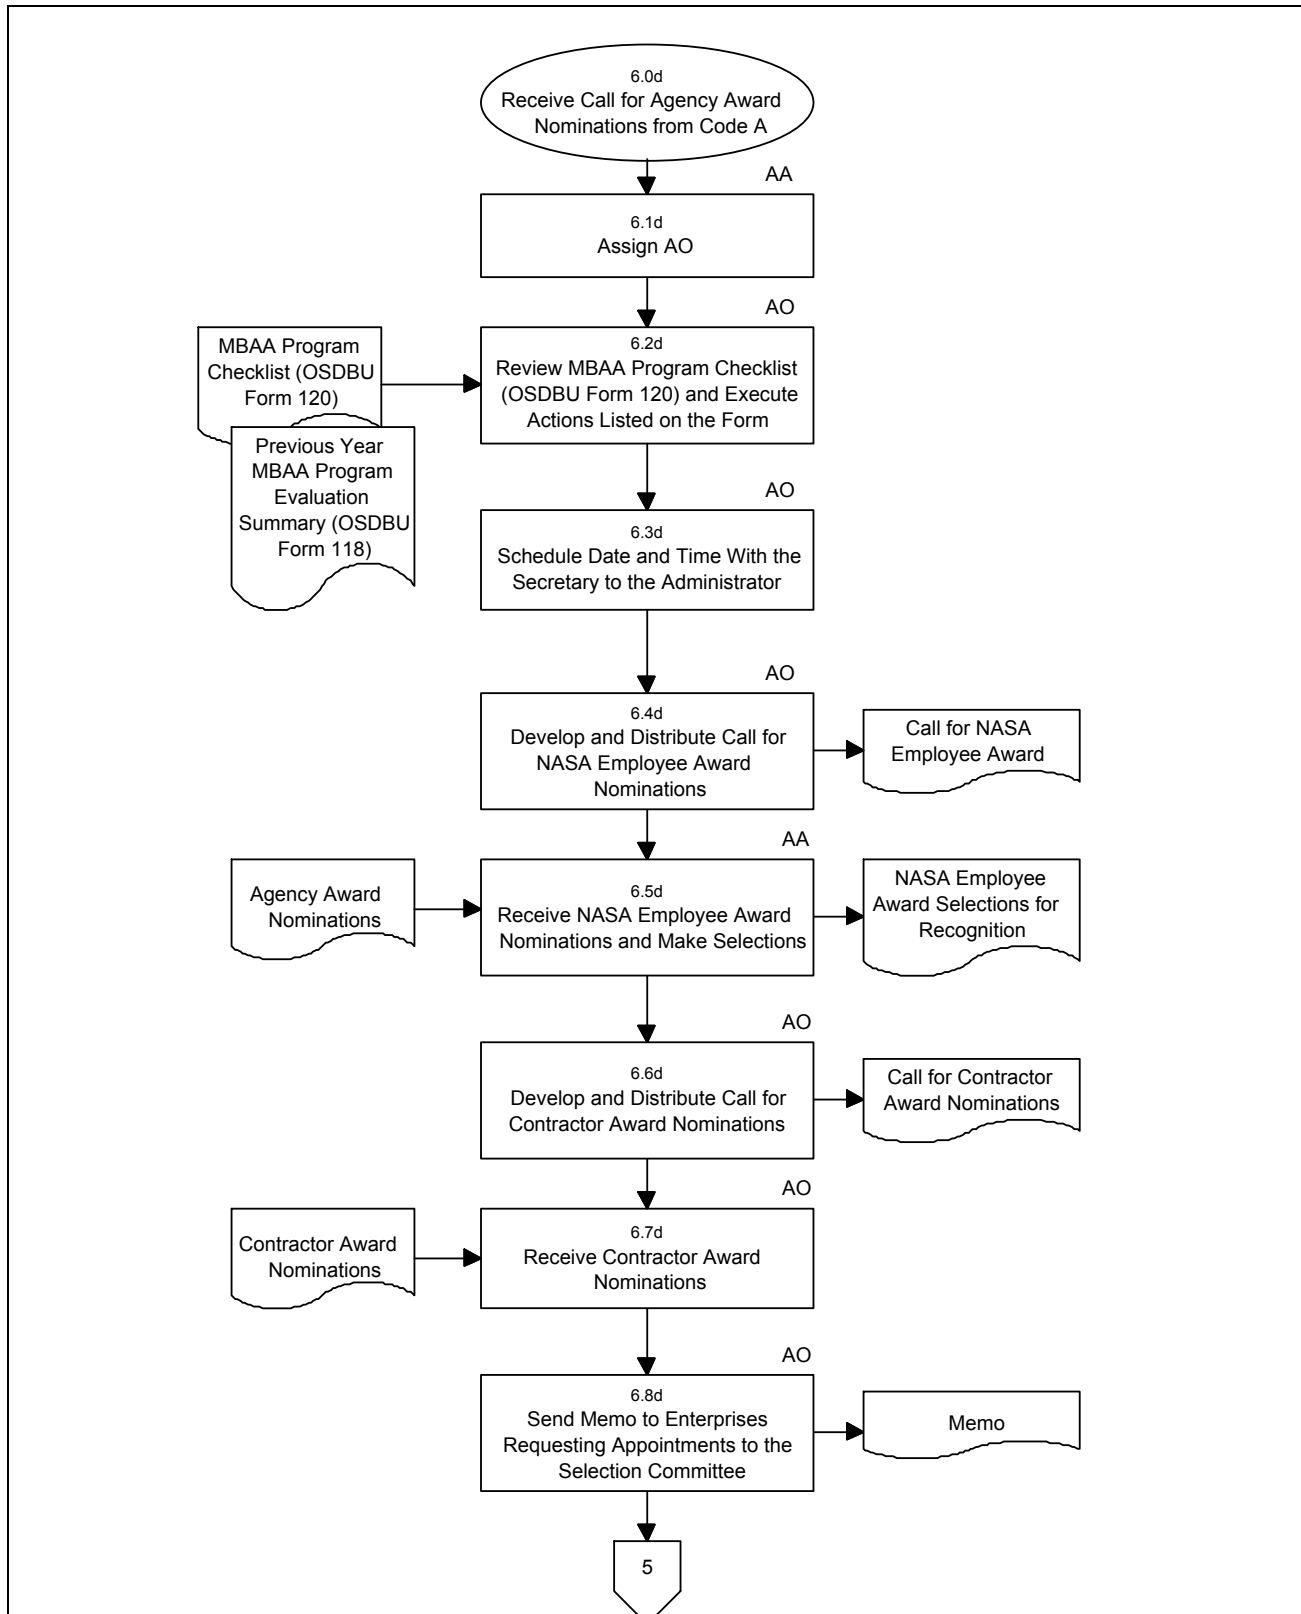 6.0d
Receive Call for Agency Award
Nominations from Code A
AA
6.1d
Assign AO
AO
MBAA Program
Checklist (OSDBU
Form 120)
6.2d
Review MBAA Program Checklist
(OSDBU Form 120) and Execute
Actions Listed on the Form
Previous Year
MBAA Program
Evaluation
Summary (OSDBU
Form 118)
AO
6.3d
Schedule Date and Time With the
Secretary to the Administrator
AO
6.4d
Develop and Distribute Call for
NASA Employee Award
Nominations
Call for NASA
Employee Award
AA
Agency Award
Nominations
6.5d
Receive NASA Employee Award
Nominations and Make Selections
NASA Employee
Award Selections for
Recognition
AO
6.6d
Develop and Distribute Call for
Contractor Award Nominations
Call for Contractor
Award Nominations
AO
Contractor Award
Nominations
6.7d
Receive Contractor Award
Nominations
AO
6.8d
Send Memo to Enterprises
Requesting Appointments to the
Selection Committee
Memo
5